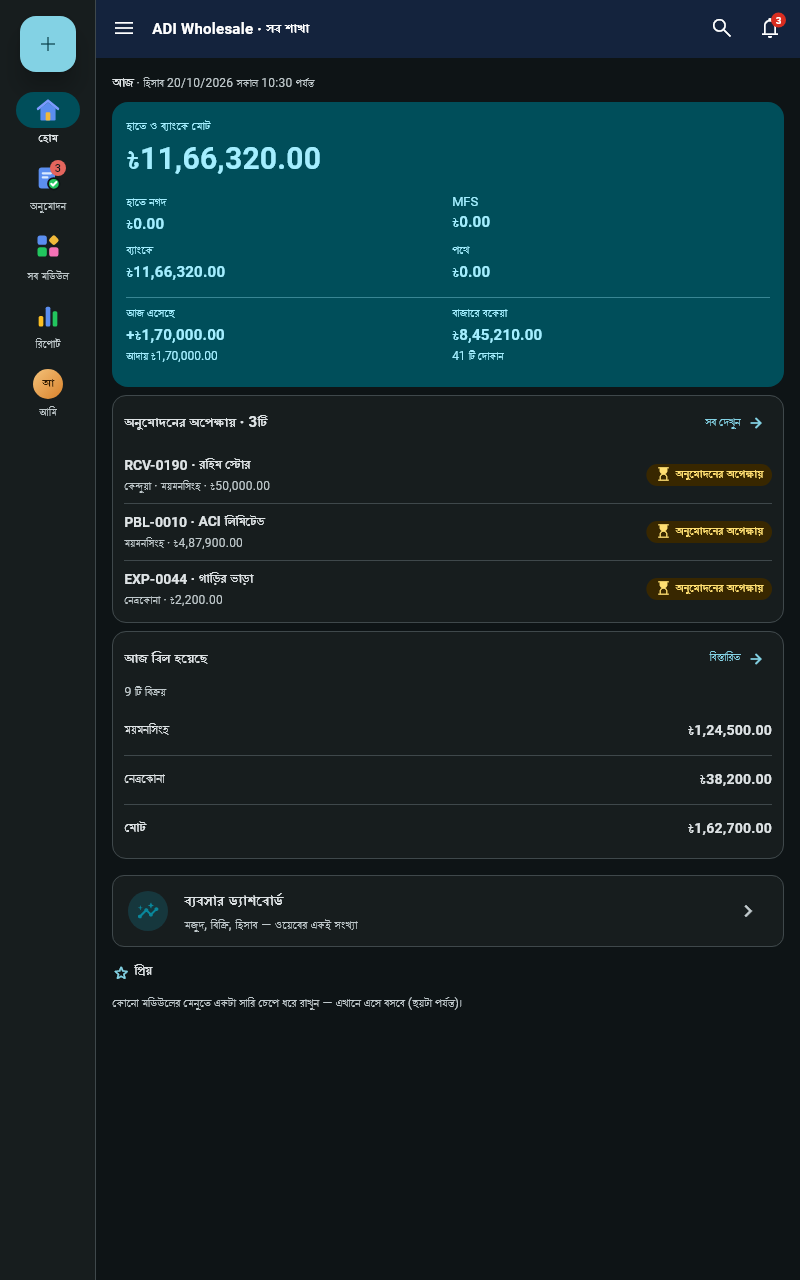 ADI Wholesale · সব শাখা
3
হোম
3
অনুমোদন
সব মডিউল
রিপোর্ট
আ
আমি
আজ · হিসাব 20/10/2026 সকাল 10:30 পর্যন্ত
হাতে ও ব্যাংকে মোট
৳11,66,320.00
হাতে নগদ
৳0.00
MFS
৳0.00
ব্যাংকে
৳11,66,320.00
পথে
৳0.00
আজ এসেছে
+৳1,70,000.00
আদায় ৳1,70,000.00
বাজারে বকেয়া
৳8,45,210.00
41 টি দোকান
অনুমোদনের অপেক্ষায় · 3টি
সব দেখুন
RCV-0190 · রহিম স্টোর
কেন্দুয়া · ময়মনসিংহ · ৳50,000.00
অনুমোদনের অপেক্ষায়
PBL-0010 · ACI লিমিটেড
ময়মনসিংহ · ৳4,87,900.00
অনুমোদনের অপেক্ষায়
EXP-0044 · গাড়ির ভাড়া
নেত্রকোনা · ৳2,200.00
অনুমোদনের অপেক্ষায়
আজ বিল হয়েছে
বিস্তারিত
9 টি বিক্রয়
ময়মনসিংহ
৳1,24,500.00
নেত্রকোনা
৳38,200.00
মোট
৳1,62,700.00
ব্যবসার ড্যাশবোর্ড
মজুদ, বিক্রি, হিসাব — ওয়েবের একই সংখ্যা
প্রিয়
কোনো মডিউলের মেনুতে একটা সারি চেপে ধরে রাখুন — এখানে এসে বসবে (ছয়টা পর্যন্ত)।